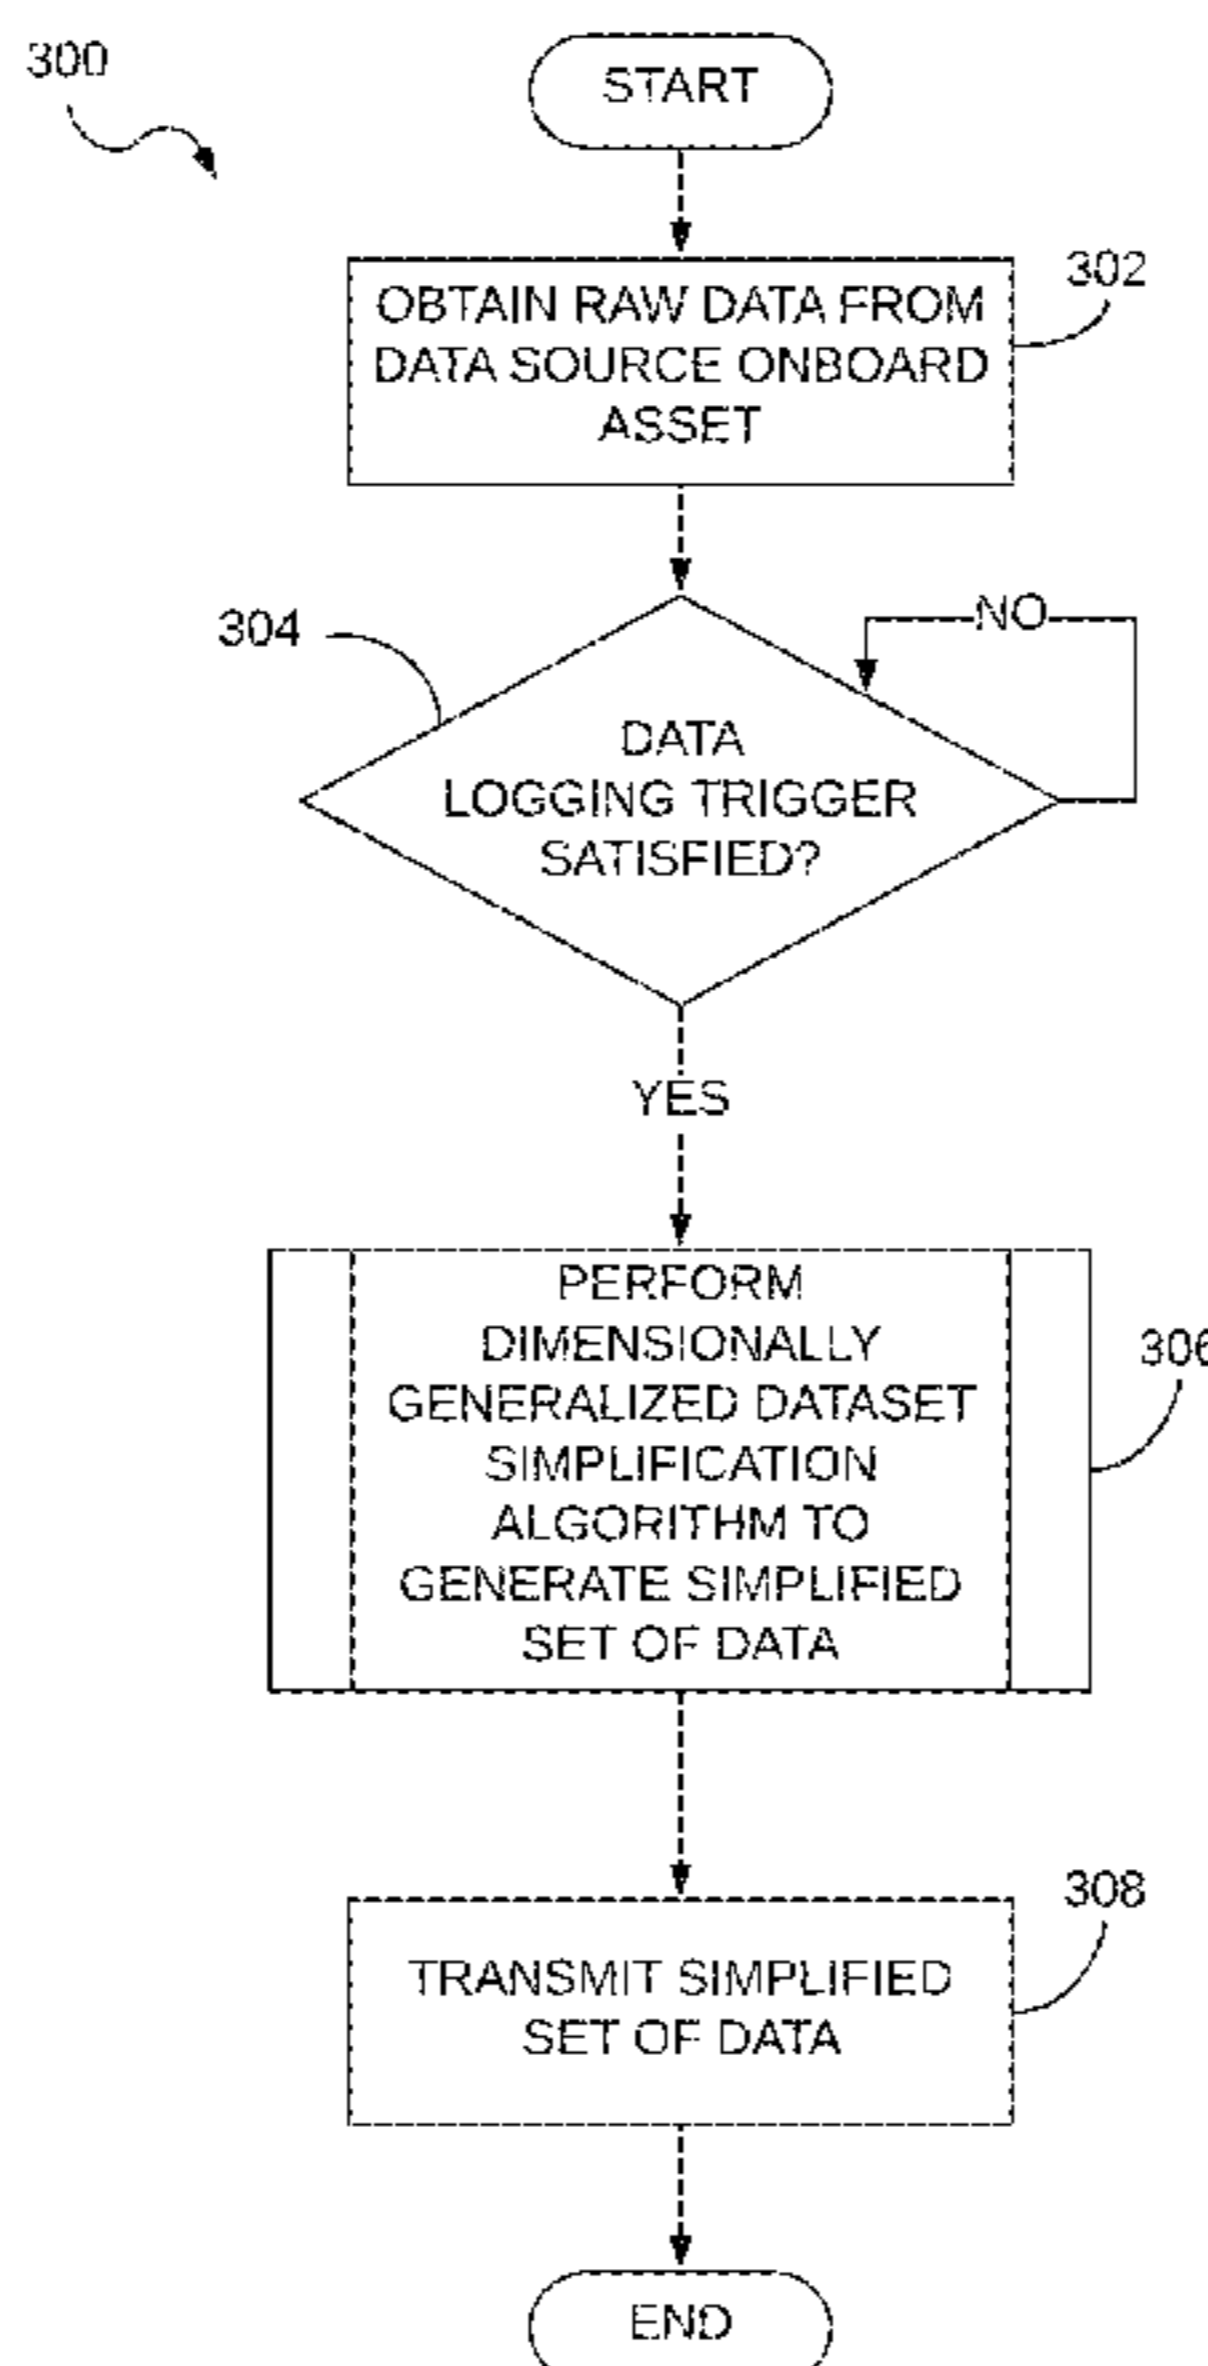 300
START
302
OBTAIN RAW DATA FROM
DATA SOURCE ONBOARD
ASSET
304
NO
DATA
LOGGING TRIGGER
SATISFIED?
YES
306
PERFORM
DIMENSIONALLY
GENERALIZED DATASET
SIMPLIFICATION
ALGORITHM TO
GENERATE SIMPLIFIED
SET OF DATA
308
TRANSMIT SIMPLIFIED
SET OF DATA
END